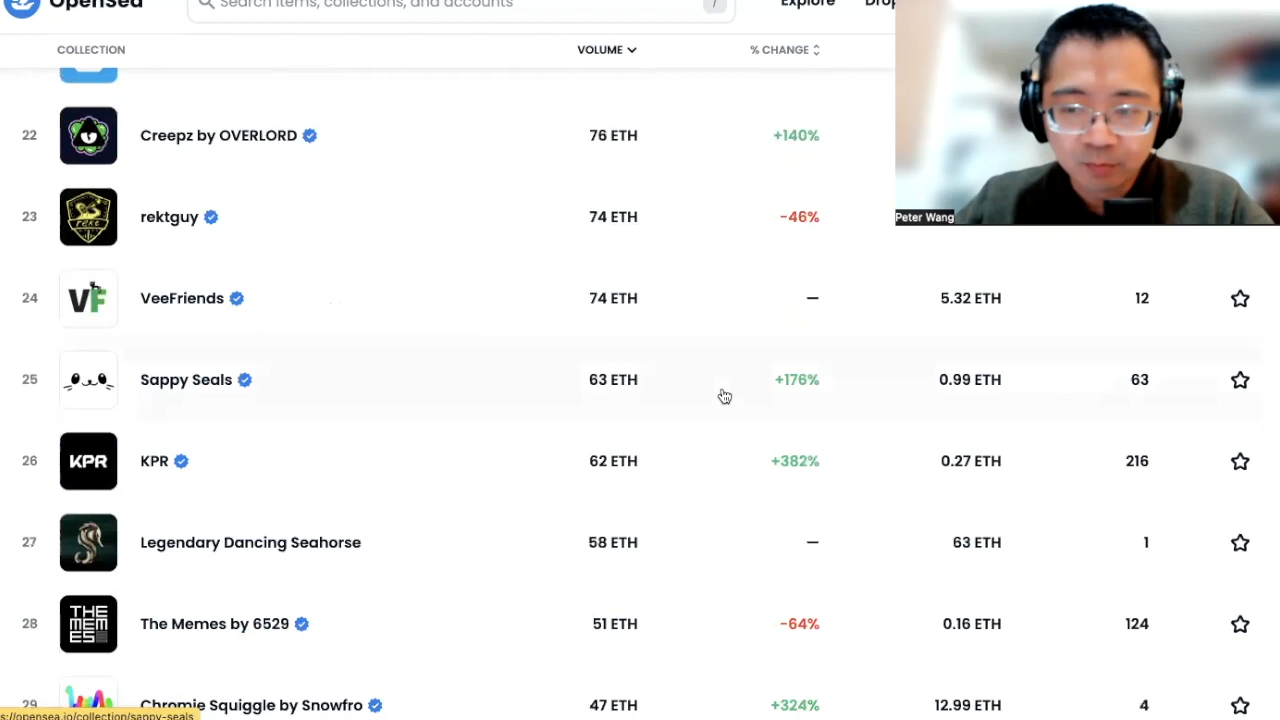 OpenSea
Search items, collections, and accounts
/
Explore
COLLECTION
VOLUME
% CHANGE
22
Creepz by OVERLORD
76 ETH
+140%
Peter Wang
23
rektguy
74 ETH
-46%
24
VF
VeeFriends
74 ETH
—
5.32 ETH
12
25
Sappy Seals
63 ETH
+176%
0.99 ETH
63
26
KPR
KPR
62 ETH
+382%
0.27 ETH
216
27
Legendary Dancing Seahorse
58 ETH
—
63 ETH
1
28
THE
MEM
ES
The Memes by 6529
51 ETH
-64%
0.16 ETH
124
29
Chromie Squiggle by Snowfro
47 ETH
+324%
12.99 ETH
4
s://opensea.io/collection/sappy-seals